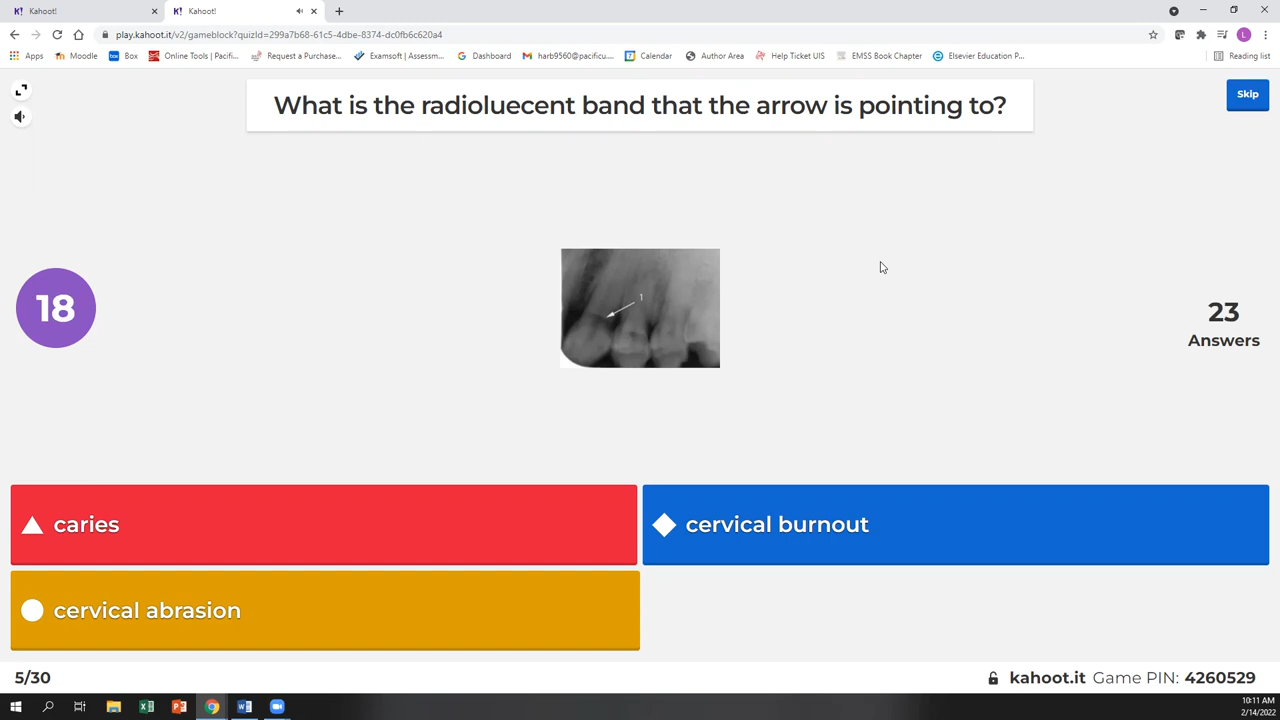 Kahoot!
Kahoot!
play.kahoot.it/v2/gameblock?quizId=299a7b68-61c5-4dbe-8374-dc0fb6c620a4
Apps Moodle Box Online Tools | Pacifi... Request a Purchase... Examsoft | Assessm... Dashboard harb9560@pacificu.... Calendar Author Area Help Ticket UIS EMSS Book Chapter Elsevier Education P... Reading list
What is the radioluecent band that the arrow is pointing to?
Skip
1
18
23
Answers
caries
cervical burnout
cervical abrasion
5/30
kahoot.it Game PIN: 4260529
10:11 AM
2/14/2022